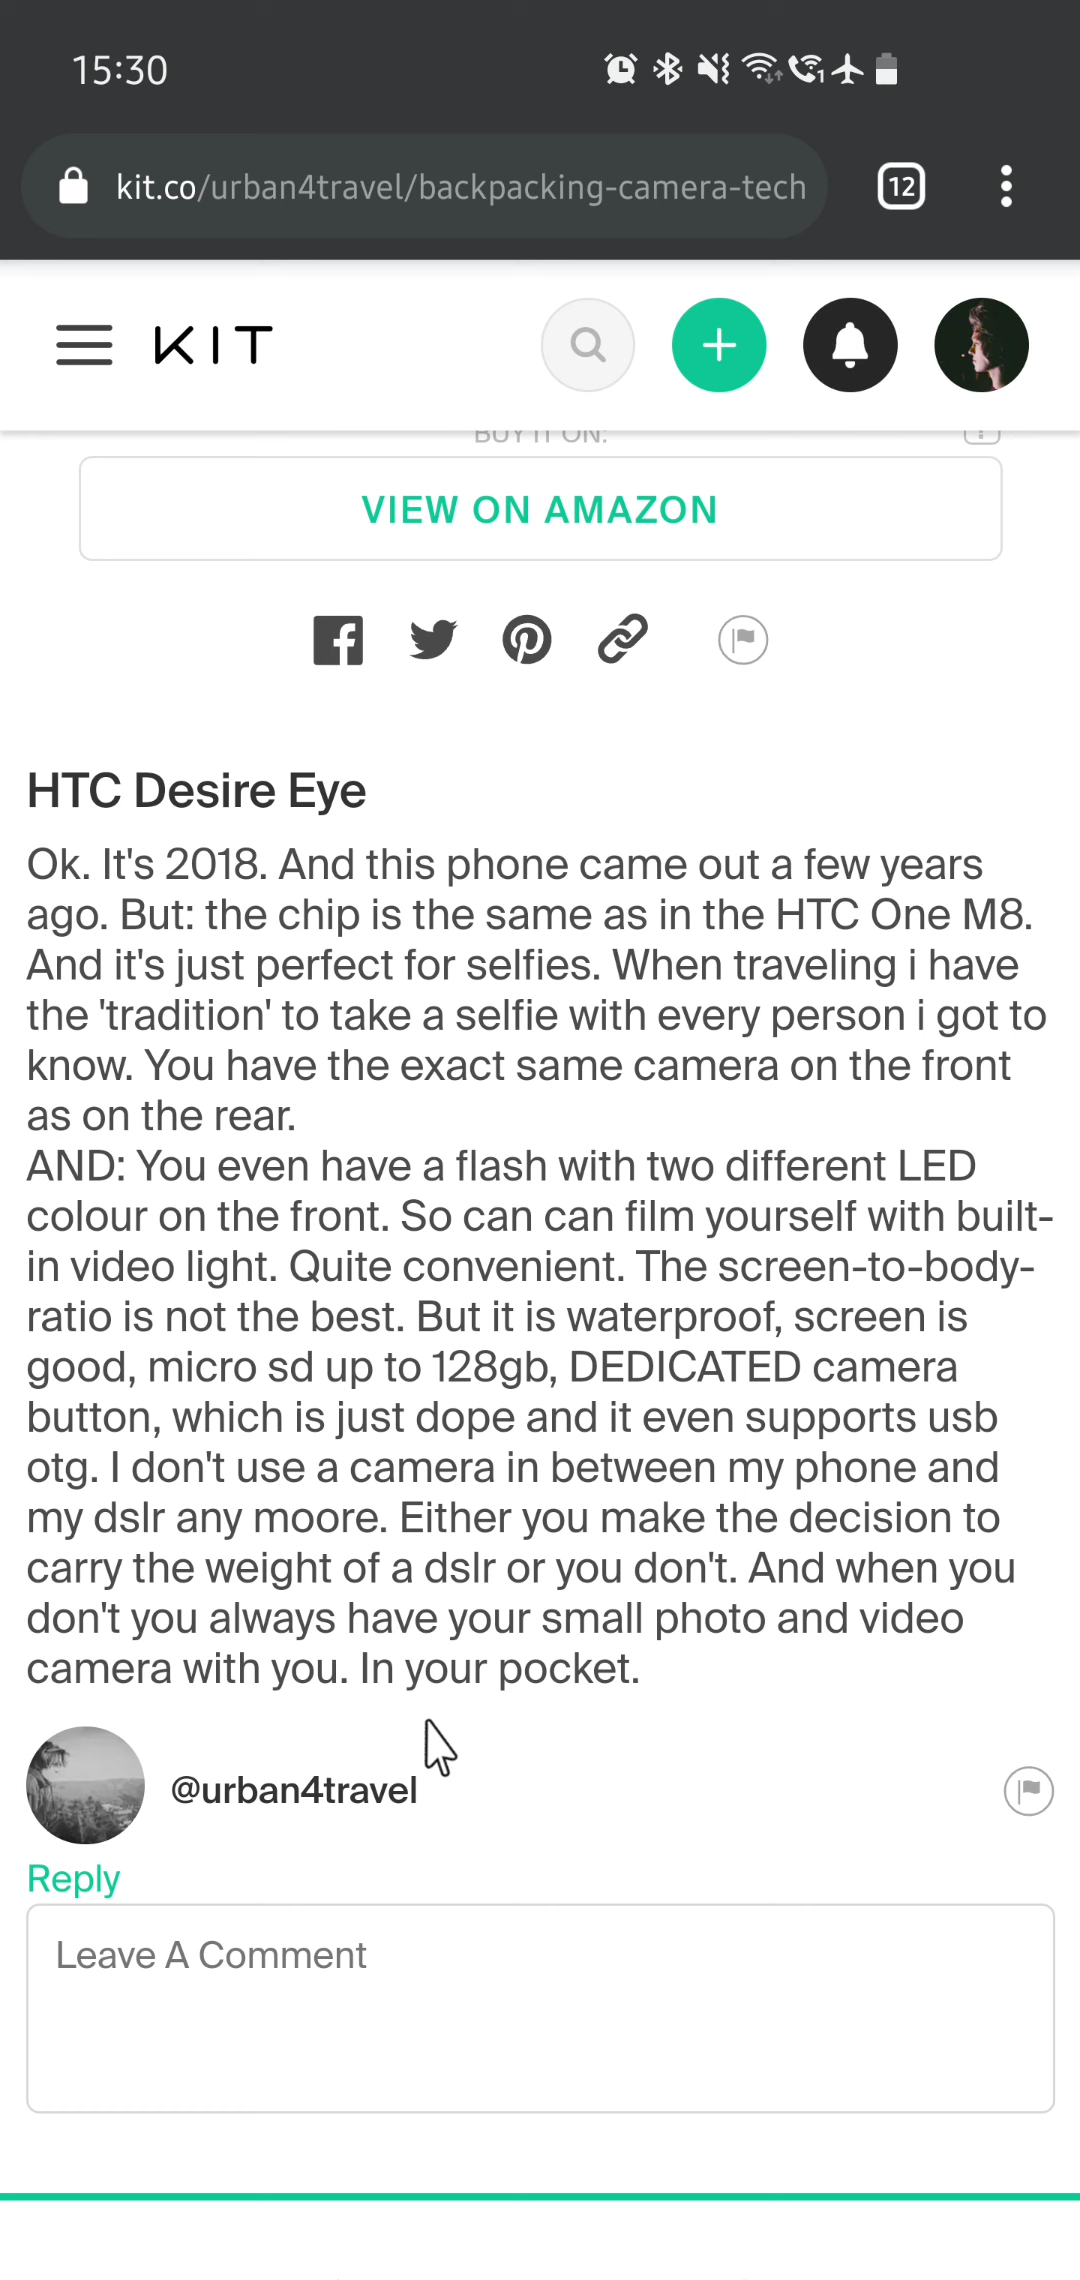 15:30
kit.co/urban4travel/backpacking-camera-tech
12
KIT
BUY IT ON:
VIEW ON AMAZON
HTC Desire Eye
Ok. It's 2018. And this phone came out a few years
ago. But: the chip is the same as in the HTC One M8.
And it's just perfect for selfies. When traveling i have
the 'tradition' to take a selfie with every person i got to
know. You have the exact same camera on the front
as on the rear.
AND: You even have a flash with two different LED
colour on the front. So can can film yourself with built-
in video light. Quite convenient. The screen-to-body-
ratio is not the best. But it is waterproof, screen is
good, micro sd up to 128gb, DEDICATED camera
button, which is just dope and it even supports usb
otg. I don't use a camera in between my phone and
my dslr any moore. Either you make the decision to
carry the weight of a dslr or you don't. And when you
don't you always have your small photo and video
camera with you. In your pocket.
@urban4travel
Reply
Leave A Comment